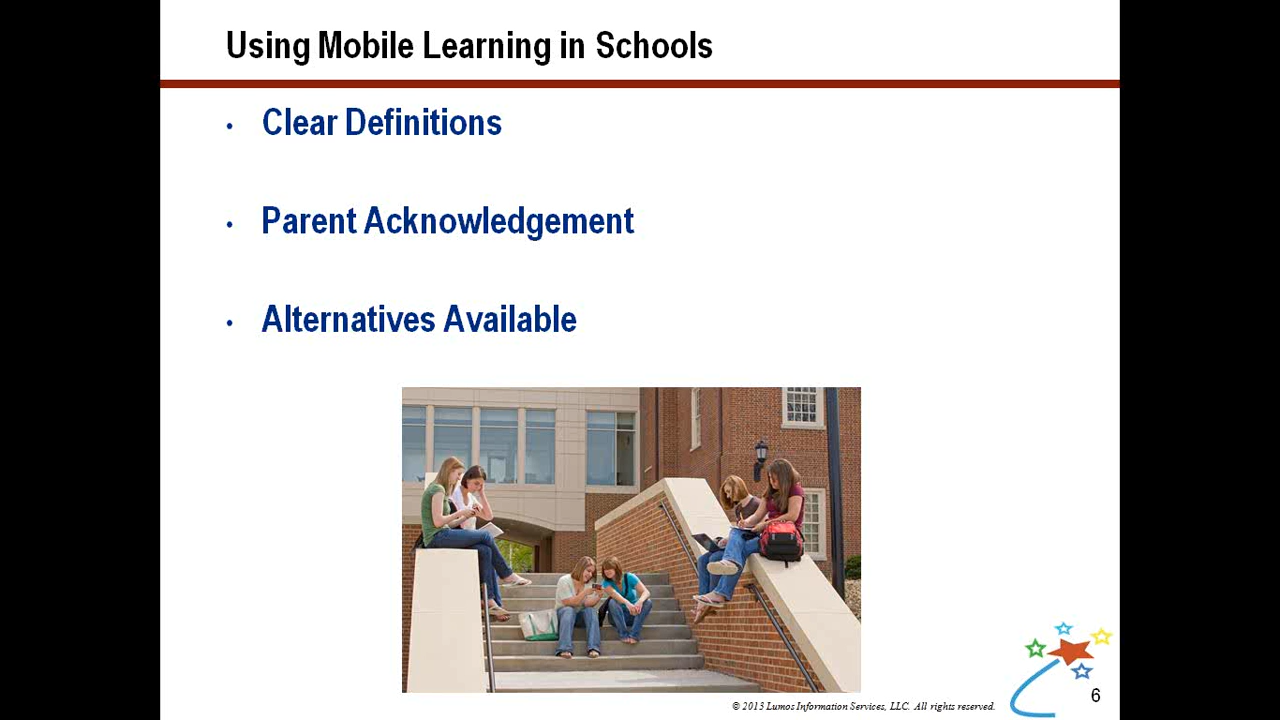 Using Mobile Learning in Schools
• Clear Definitions
• Parent Acknowledgement
• Alternatives Available
© 2013 Lumos Information Services, LLC. All rights reserved.
6